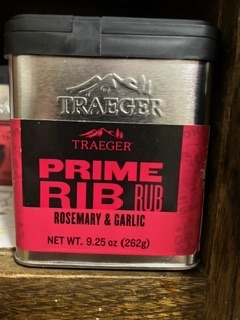 TRAEGER
TRAEGER
PRIME
RIB RUB
ROSEMARY & GARLIC
NET WT. 9.25 oz (262g)